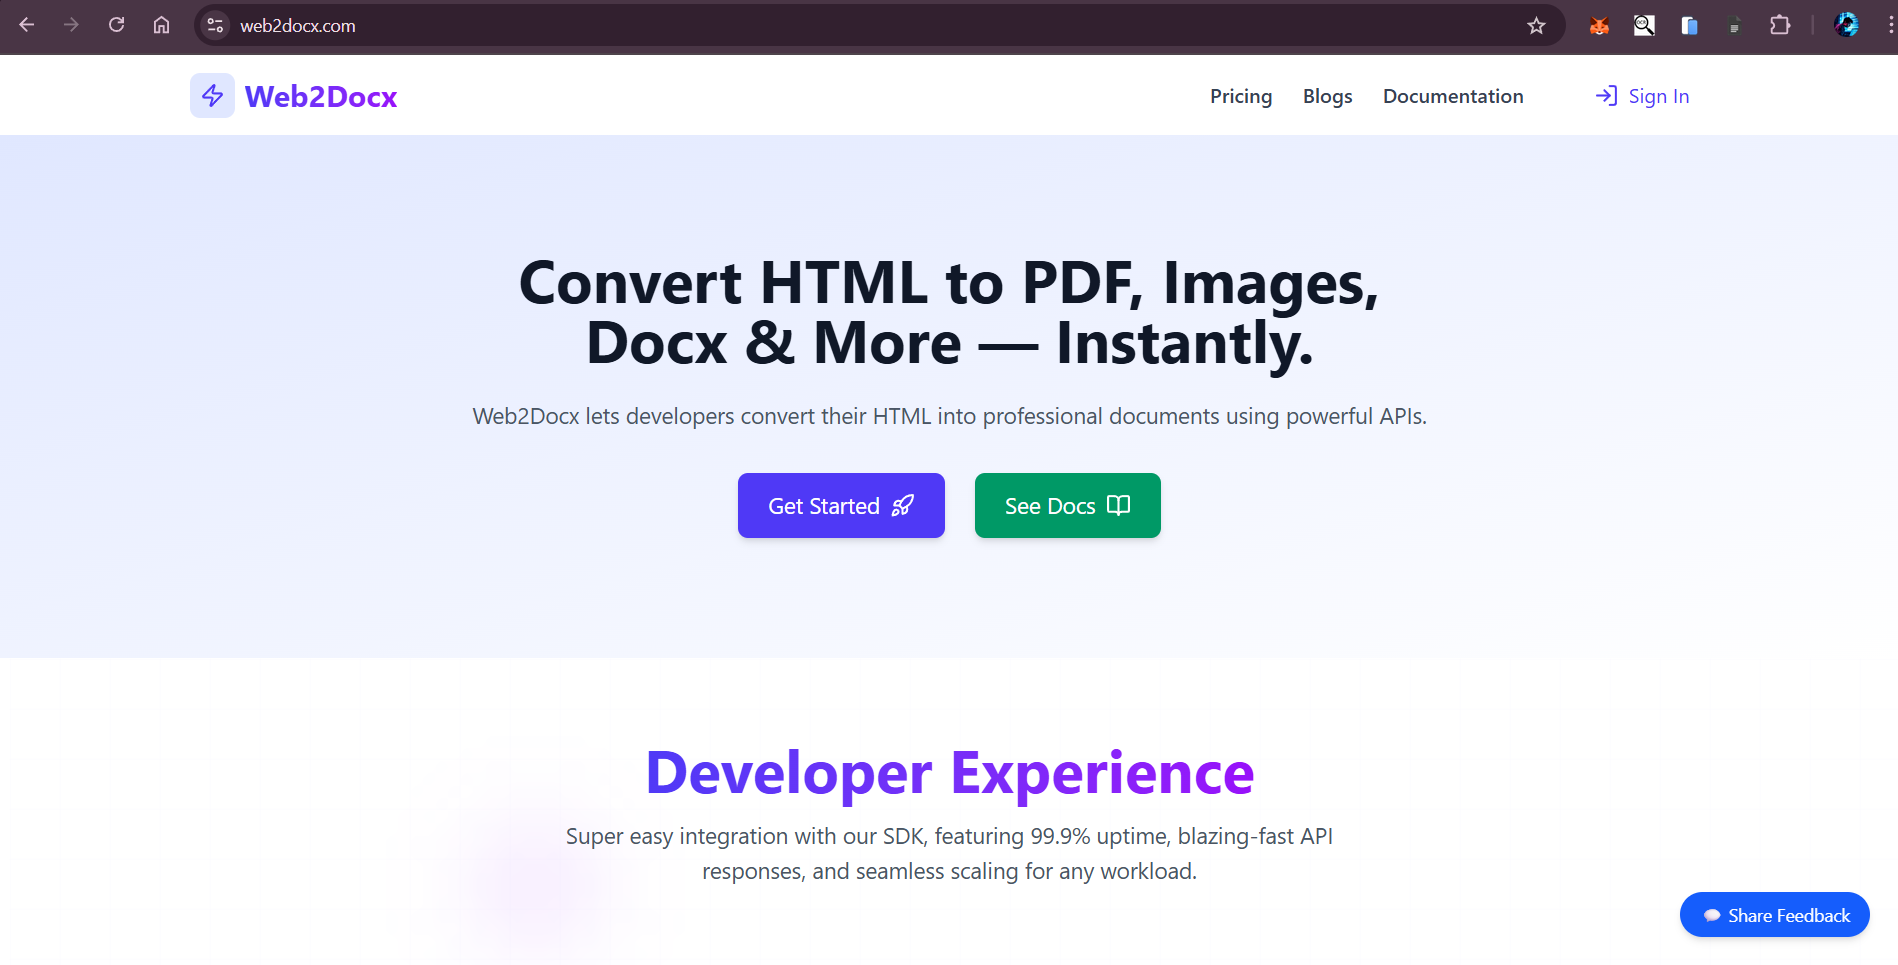 web2docx.com
Web2Docx
Pricing
Blogs
Documentation
Sign In
Convert HTML to PDF, Images,
Docx & More — Instantly.
Web2Docx lets developers convert their HTML into professional documents using powerful APIs.
Get Started
See Docs
Developer Experience
Super easy integration with our SDK, featuring 99.9% uptime, blazing-fast API
responses, and seamless scaling for any workload.
Share Feedback